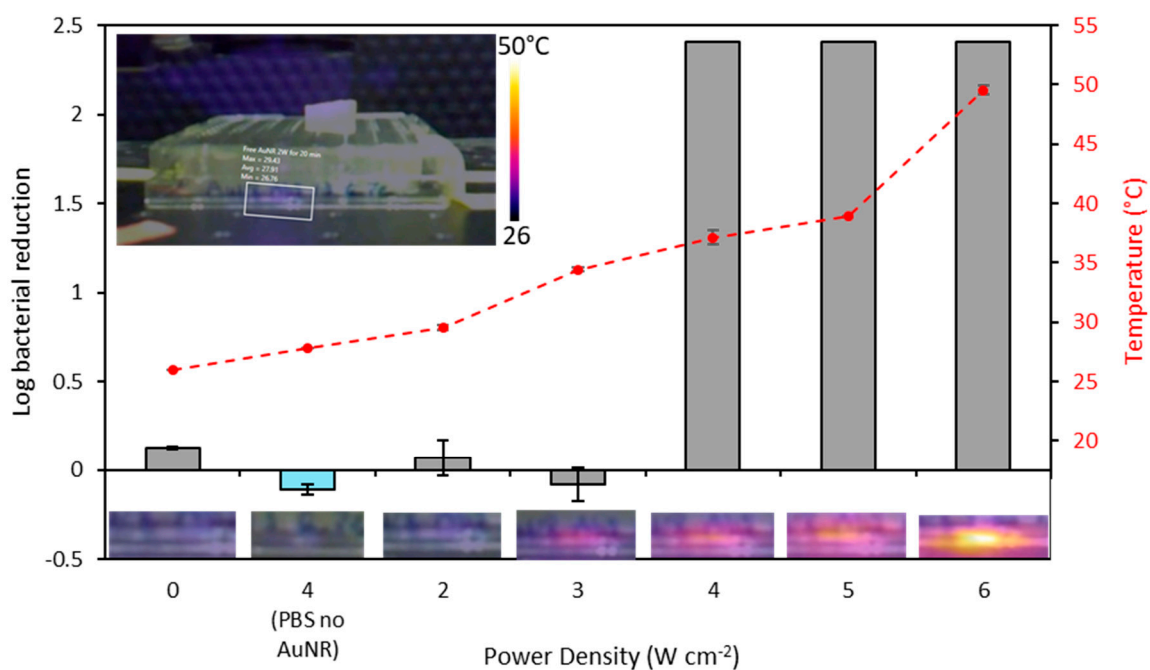 2.5
2
1.5
1
0.5
0
-0.5
Log bacterial reduction
50°C
26
Free AuNR 2W for 20 min
Max = 29.43
Avg = 27.91
Min = 26.76
55
50
45
40
35
30
25
20
Temperature (°C)
0
4
(PBS no
AuNR)
2
3
4
5
6
Power Density (W cm-2)